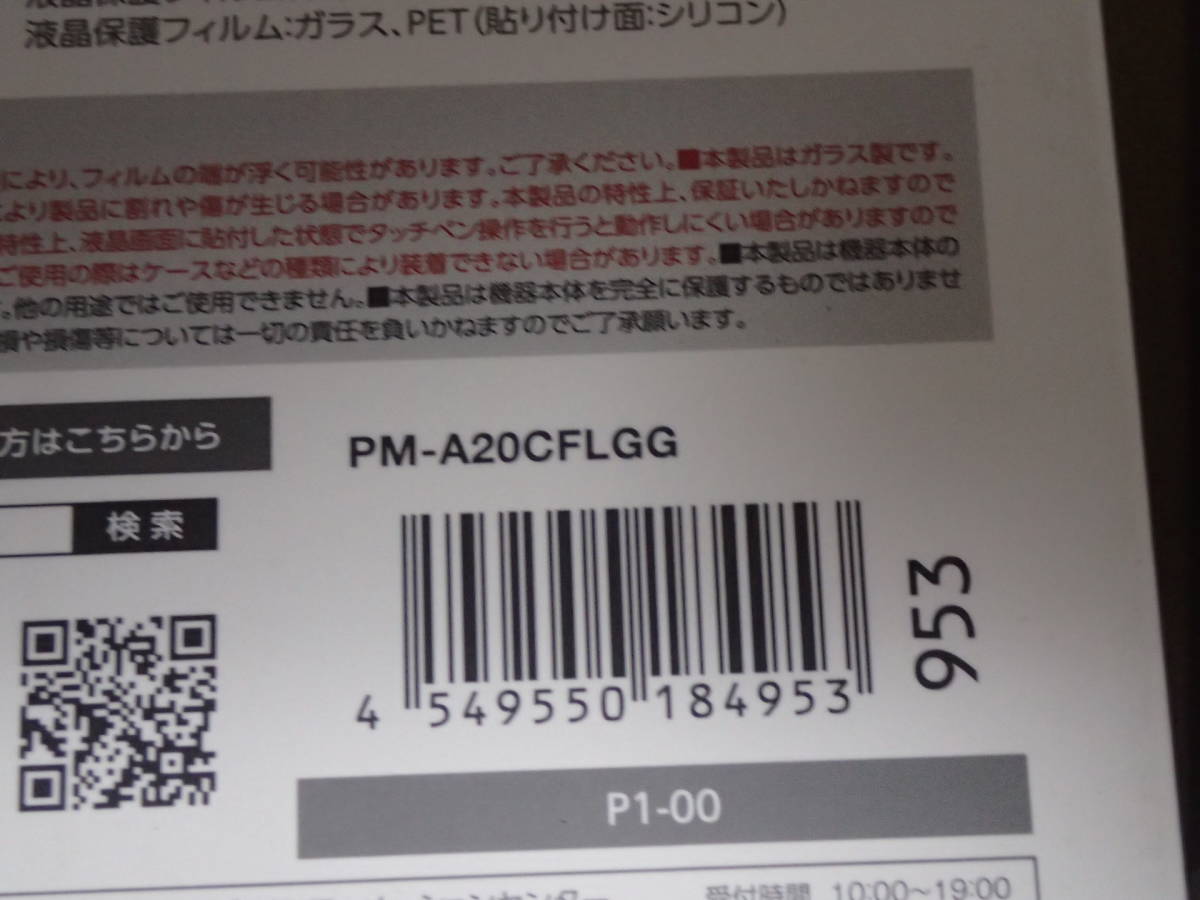 液晶保護フィルム:ガラス、PET(貼り付け面:シリコン)
により、フィルムの端が浮く可能性があります。ご了承ください。■本製品はガラス製です。
より製品に割れや傷が生じる場合があります。本製品の特性上、保証いたしかねますので
特性上、液晶画面に貼付した状態でタッチペン操作を行うと動作しにくい場合がありますので
ご使用の際はケースなどの種類により装着できない場合があります。■本製品は機器本体の
。他の用途ではご使用できません。■本製品は機器本体を完全に保護するものではありませ
損や損傷等については一切の責任を負いかねますのでご了承願います。
方はこちらから
PM-A20CFLGG
検索
4 549550 184953
953
P1-00
受付時間 10:00~19:00